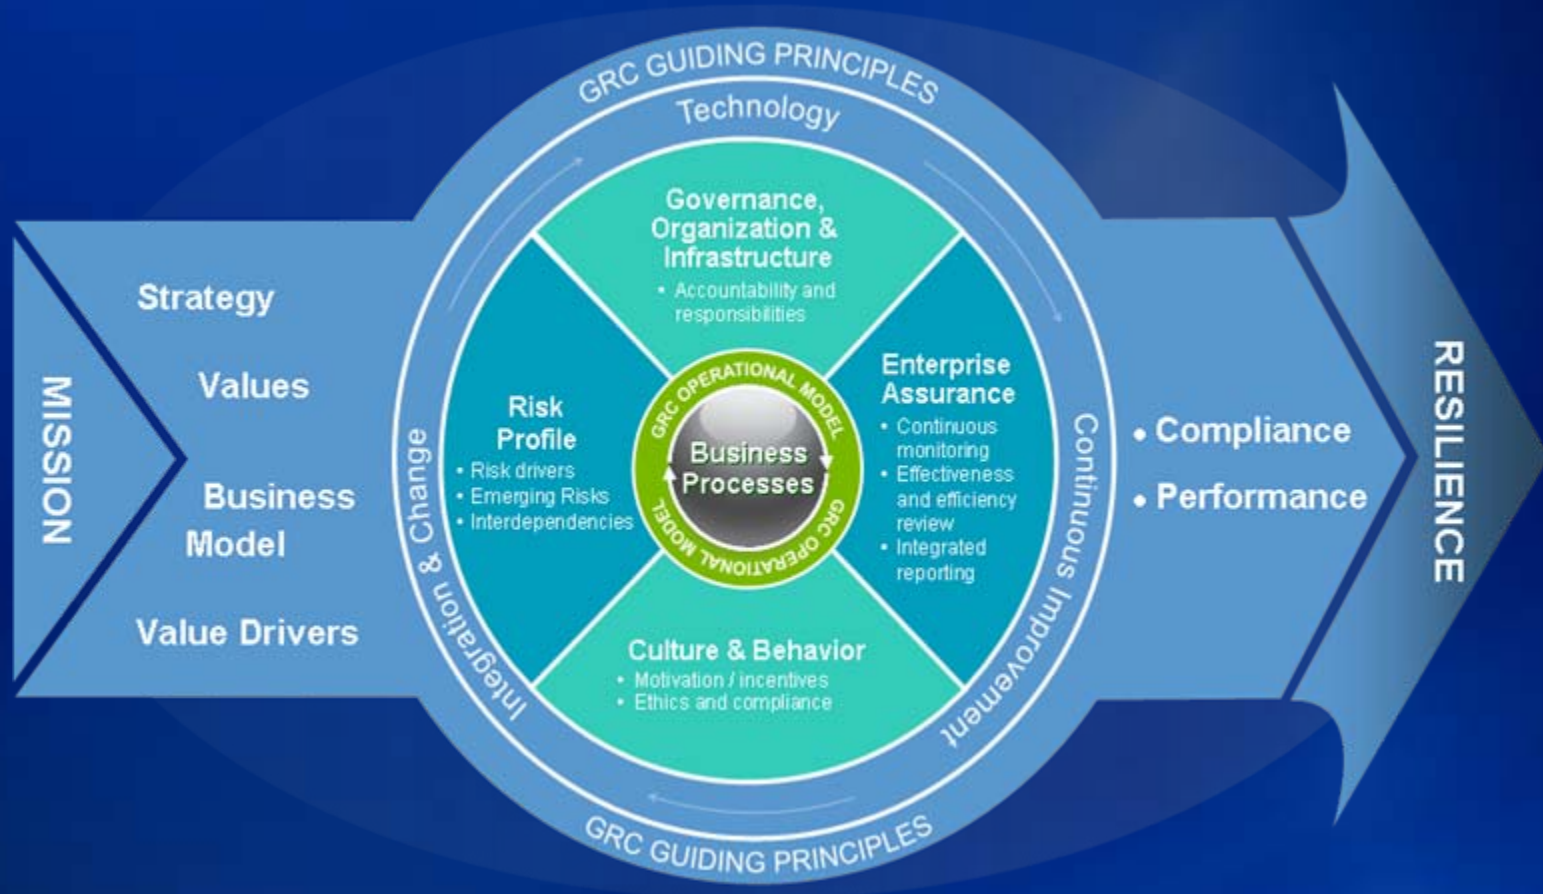 GRC GUIDING PRINCIPLES
Technology
MISSION
Strategy
Values
Business
Model
Value Drivers
Integration & Change
Governance,
Organization &
Infrastructure
• Accountability and
responsibilities
Risk
Profile
• Risk drivers
• Emerging Risks
• Interdependencies
GRC OPERATIONAL MODEL
Business
Processes
GRC OPERATIONAL MODEL
Enterprise
Assurance
• Continuous
monitoring
• Effectiveness
and efficiency
review
• Integrated
reporting
Culture & Behavior
• Motivation / incentives
• Ethics and compliance
Continuous Improvement
GRC GUIDING PRINCIPLES
• Compliance
• Performance
RESILIENCE